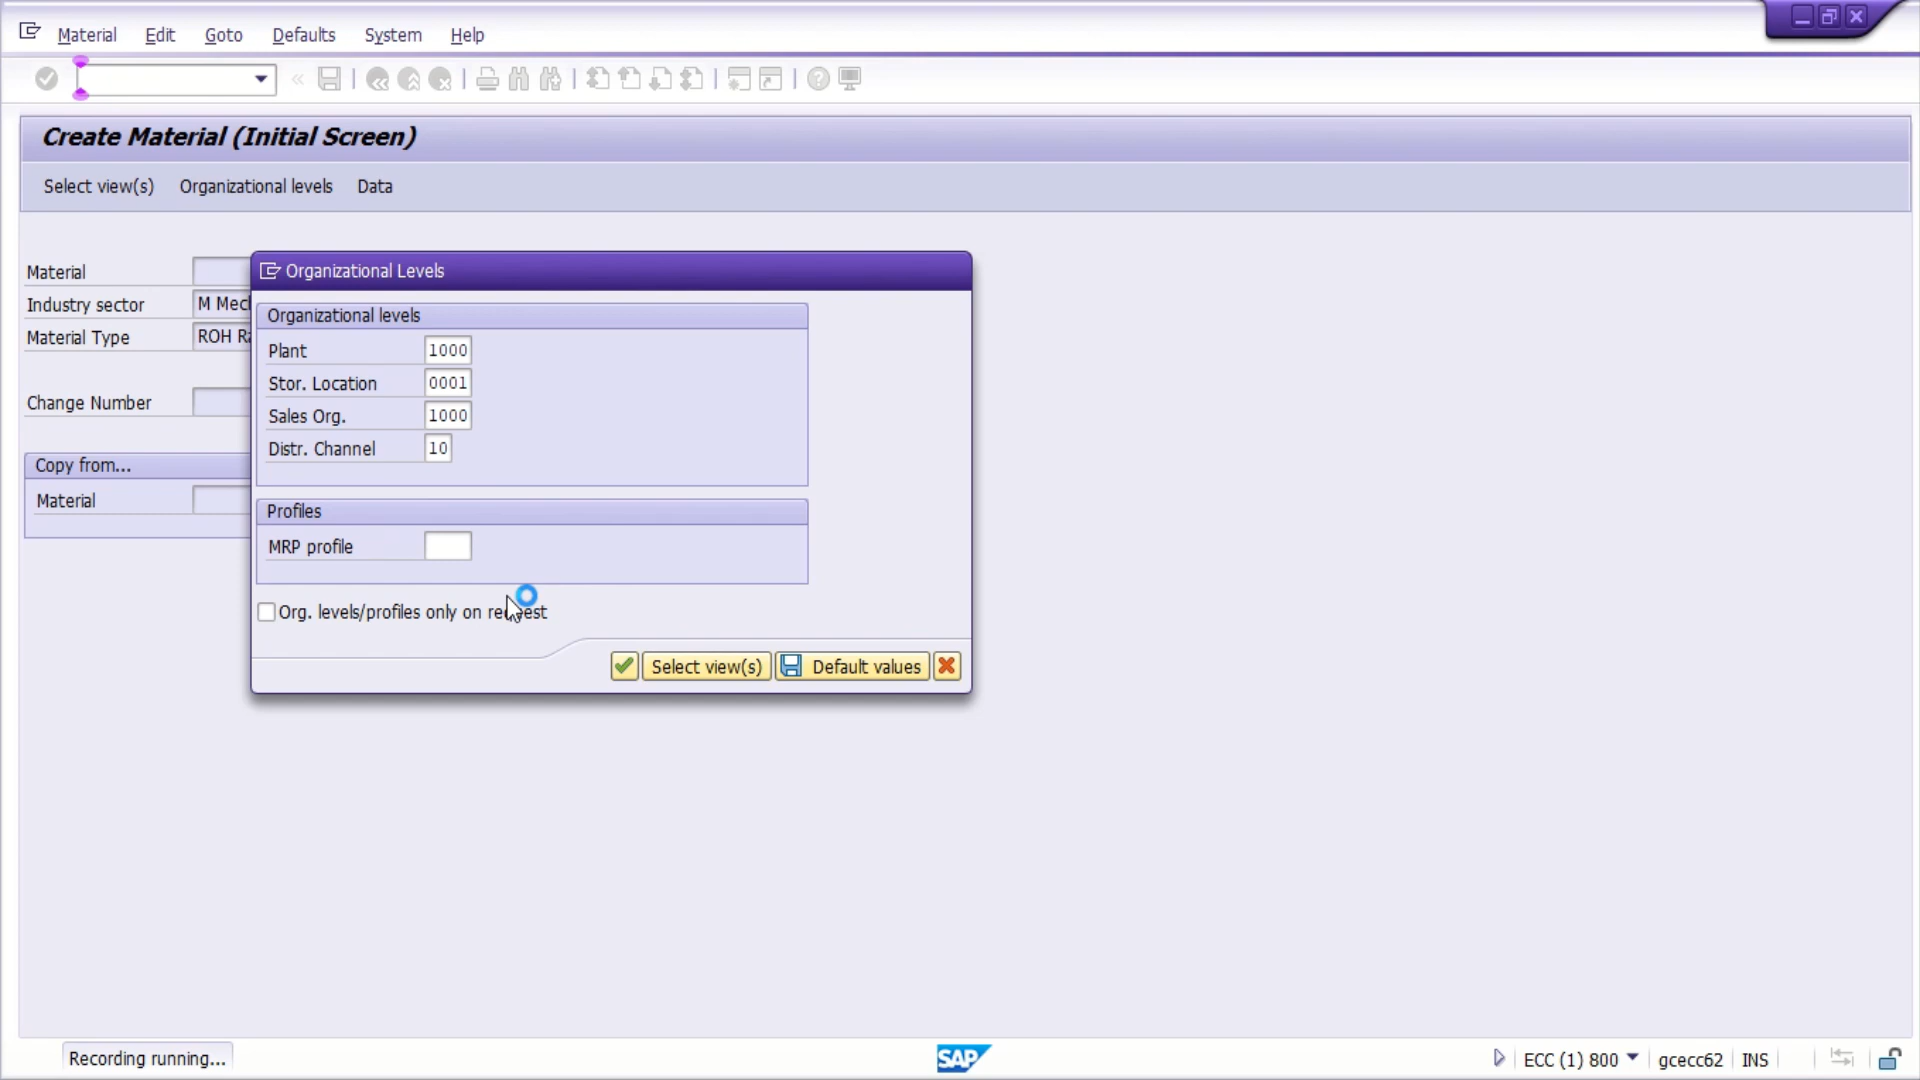 Material Edit Goto Defaults System Help
Create Material (Initial Screen)
Select view(s) Organizational levels Data
Material
Industry sector M Mecl
Material Type ROH Ra
Change Number
Copy from...
Material
Organizational Levels
Organizational levels
Plant 1000
Stor. Location 0001
Sales Org. 1000
Distr. Channel 10
Profiles
MRP profile
Org. levels/profiles only on request
Select view(s) Default values
Recording running...
SAP
ECC (1) 800 gcecc62 INS